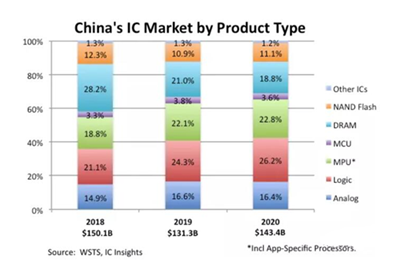 China's IC Market by Product Type
100%
80%
60%
40%
20%
0%
1.3%
12.3%
28.2%
3.3%
18.8%
21.1%
14.9%
1.3%
10.9%
21.0%
3.8%
22.1%
24.3%
16.6%
1.2%
11.1%
18.8%
3.6%
22.8%
26.2%
16.4%
Other ICs
NAND Flash
DRAM
MCU
MPU*
Logic
Analog
2018
$150.1B
2019
$131.3B
2020
$143.4B
Source: WSTS, IC Insights
*Incl App-Specific Processors.